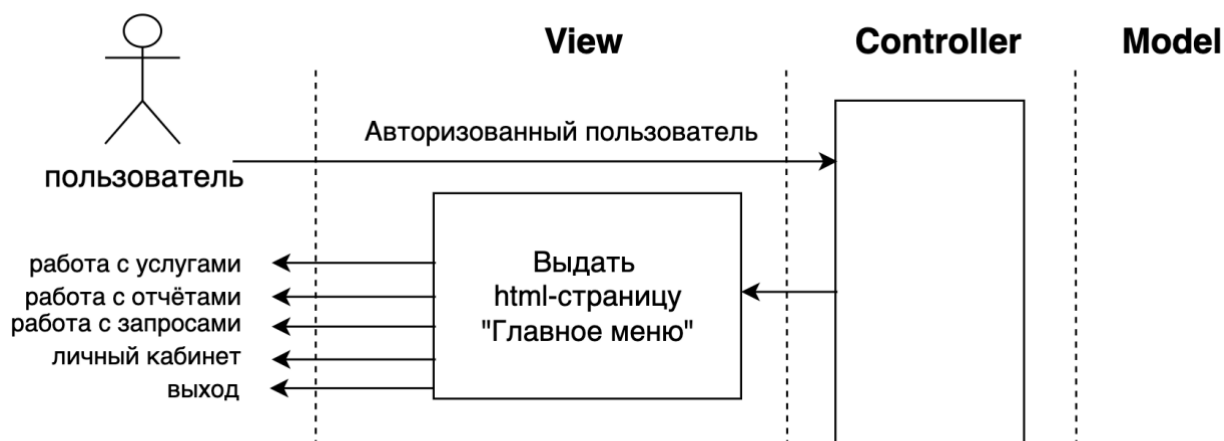 View
Controller
Model
Авторизованный пользователь
пользователь
Выдать
html-страницу
"Главное меню"
работа с услугами
работа с отчётами
работа с запросами
личный кабинет
выход